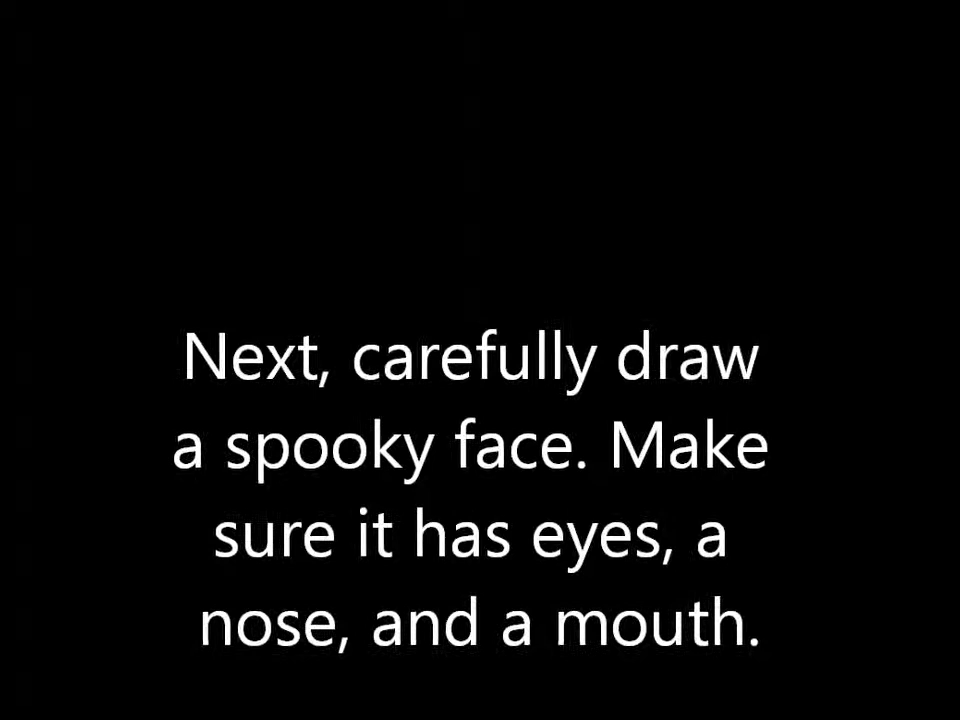 Next, carefully draw
a spooky face. Make
sure it has eyes, a
nose, and a mouth.